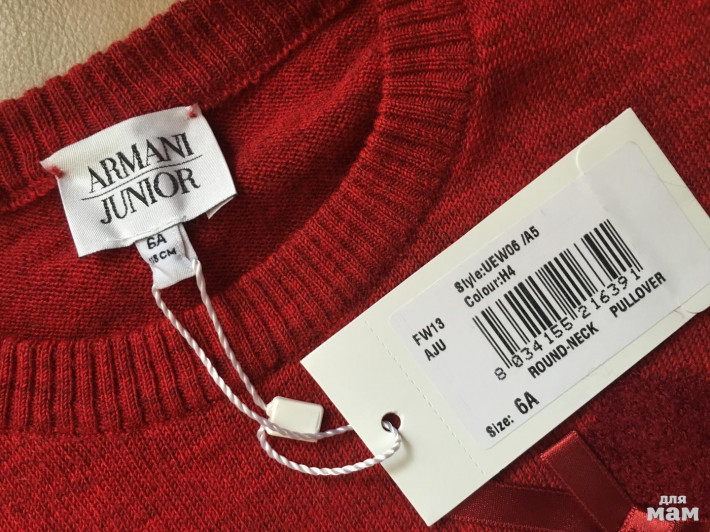 ARMANI
JUNIOR
6A
FW13
AJU
Style:UEW06 /A5
Colour:H4
8 034155 216391
ROUND-NECK PULLOVER
Size: 6A
для
мам